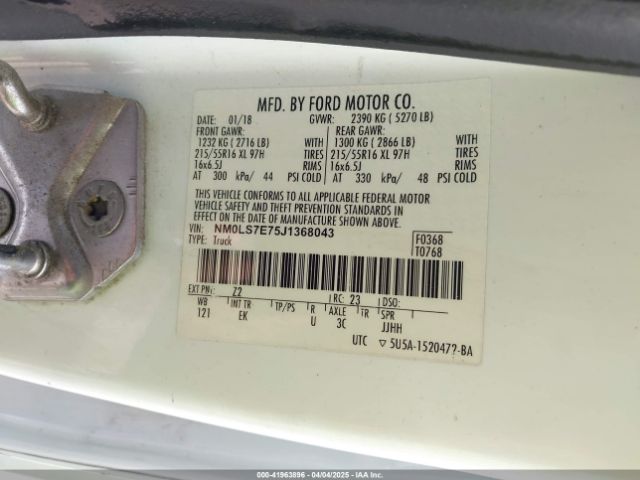 MFD. BY FORD MOTOR CO.
DATE: 01/18 GVWR: 2390 KG ( 5270 LB)
FRONT GAWR: REAR GAWR:
1232 KG ( 2716 LB) WITH 1300 KG ( 2866 LB) WITH
215/55R16 XL 97H TIRES 215/55R16 XL 97H TIRES
16x6.5J RIMS 16x6.5J RIMS
AT 300 kPa/ 44 PSI COLD AT 330 kPa/ 48 PSI COLD
THIS VEHICLE CONFORMS TO ALL APPLICABLE FEDERAL MOTOR
VEHICLE SAFETY AND THEFT PREVENTION STANDARDS IN
EFFECT ON THE DATE OF MANUFACTURE SHOWN ABOVE.
VIN: NM0LS7E75J1368043
TYPE: Truck
F0368
T0768
EXT PNT: Z2 RC: 23 DSO:
WB INT TR TP/PS R AXLE TR SPR
121 EK U 3C JJHH
UTC ▽ 5U5A-1520472-BA
000-41963896 - 04/04/2025 - IAA Inc.